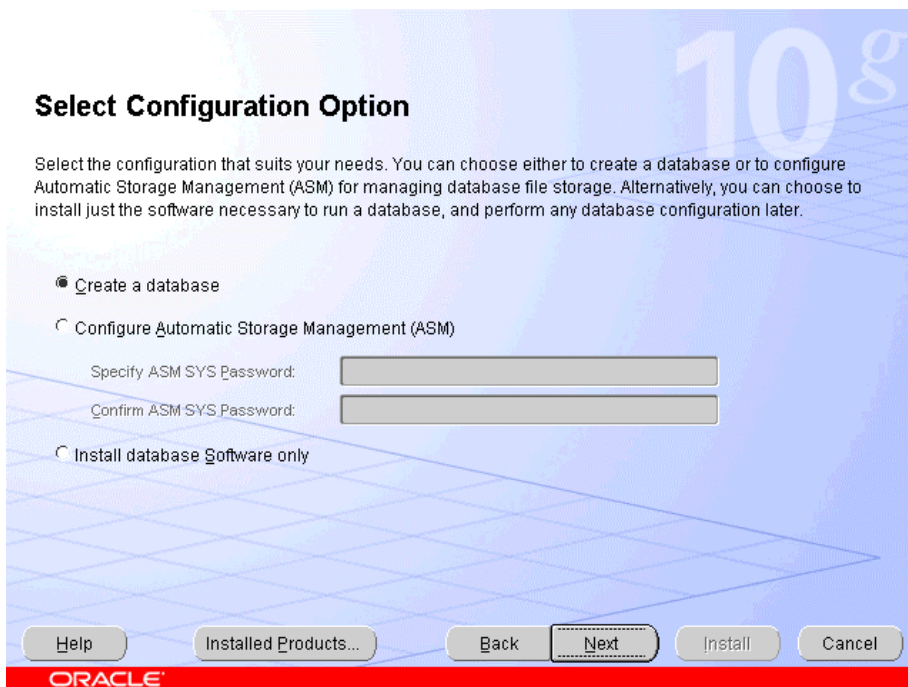 10g
Select Configuration Option
Select the configuration that suits your needs. You can choose either to create a database or to configure
Automatic Storage Management (ASM) for managing database file storage. Alternatively, you can choose to
install just the software necessary to run a database, and perform any database configuration later.
Create a database
Configure Automatic Storage Management (ASM)
Specify ASM SYS Password:
Confirm ASM SYS Password:
Install database Software only
Help Installed Products... Back Next Install Cancel
ORACLE